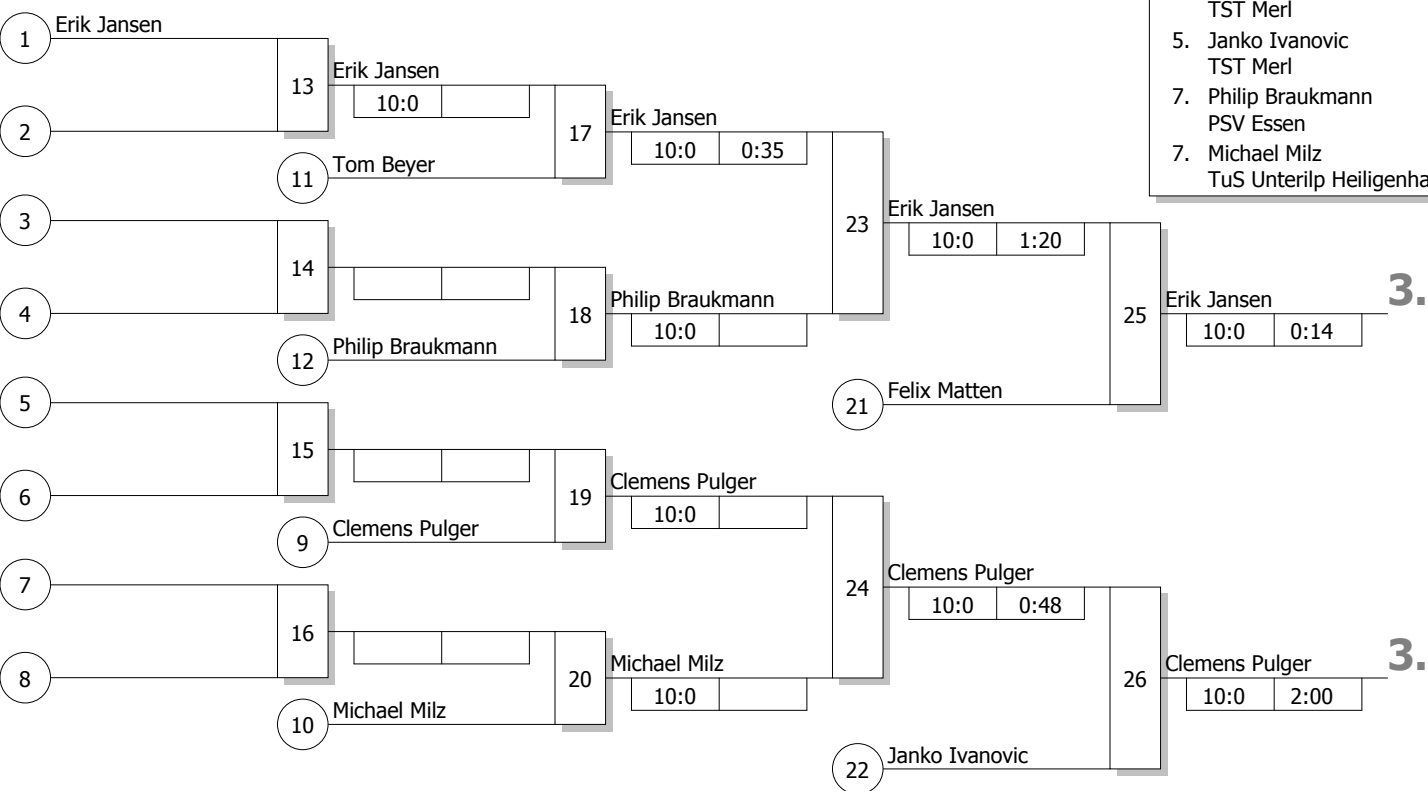 TST Merl
5. Janko Ivanovic
TST Merl
7. Philip Braukmann
PSV Essen
7. Michael Milz
TuS Unterilp Heiligenha
1 Erik Jansen
13 Erik Jansen
10:0
2
17 Erik Jansen
10:0 0:35
11 Tom Beyer
3
23 Erik Jansen
10:0 1:20
14
4
18 Philip Braukmann
10:0
12 Philip Braukmann
25 Erik Jansen 3.
10:0 0:14
21 Felix Matten
5
15
6
19 Clemens Pulger
10:0
9 Clemens Pulger
7
24 Clemens Pulger
10:0 0:48
16
8
20 Michael Milz
10:0
10 Michael Milz
26 Clemens Pulger 3.
10:0 2:00
22 Janko Ivanovic